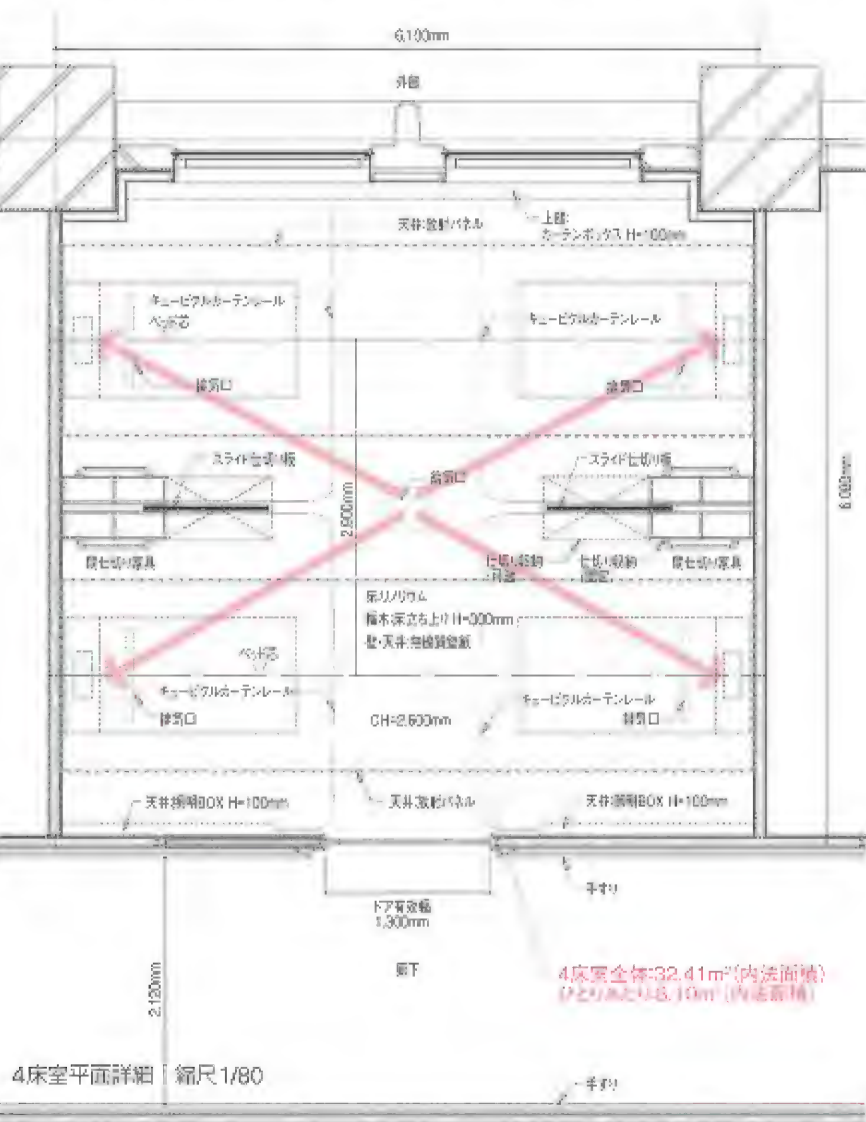 6,100mm
外部
天井:放射パネル
上部:
カーテンボックス H=100mm
キュービクルカーテンレール
ベッド芯
キュービクルカーテンレール
排気口
排気口
スライド仕切り板
給気口
スライド仕切り板
2,900mm
6,000mm
間仕切り家具
仕切り収納
仕切り収納
間仕切り家具
床:リノリウム
幅木:床立ち上り H=300mm
壁・天井:無機質壁紙
ベッド芯
キュービクルカーテンレール
排気口
CH=2,600mm
キュービクルカーテンレール
排気口
天井:照明BOX H=100mm
天井:放射パネル
天井:照明BOX H=100mm
手すり
ドア有効幅
1,300mm
廊下
2,120mm
4床室全体:32.41m²(内法面積)
ひとりあたり:8.10m²(内法面積)
4床室平面詳細 縮尺1/80
手すり